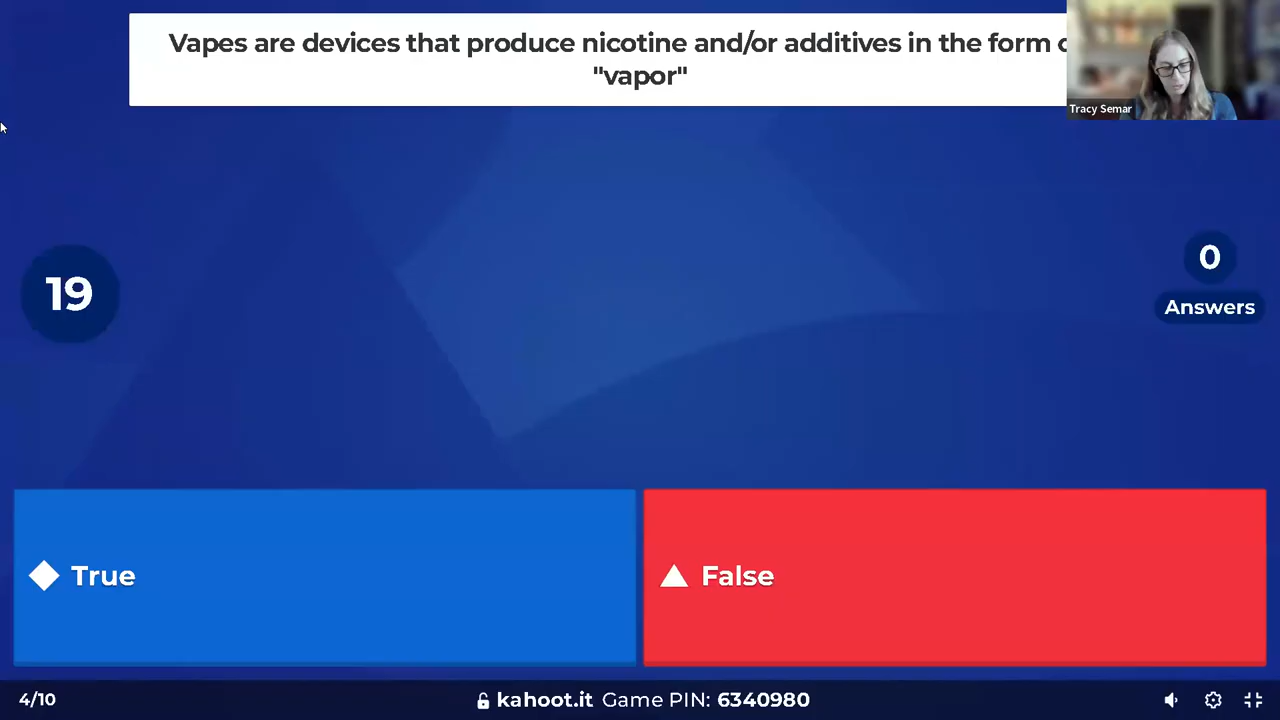 Vapes are devices that produce nicotine and/or additives in the form
"vapor"
Tracy Semar
19
0
Answers
True
False
4/10
kahoot.it Game PIN: 6340980